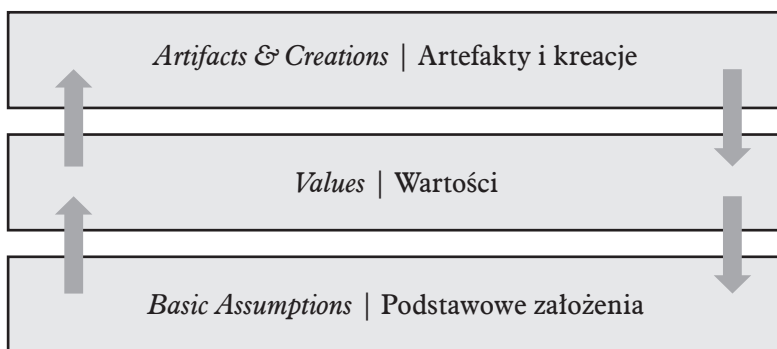 Artifacts & Creations | Artefakty i kreacje
Values | Wartości
Basic Assumptions | Podstawowe założenia